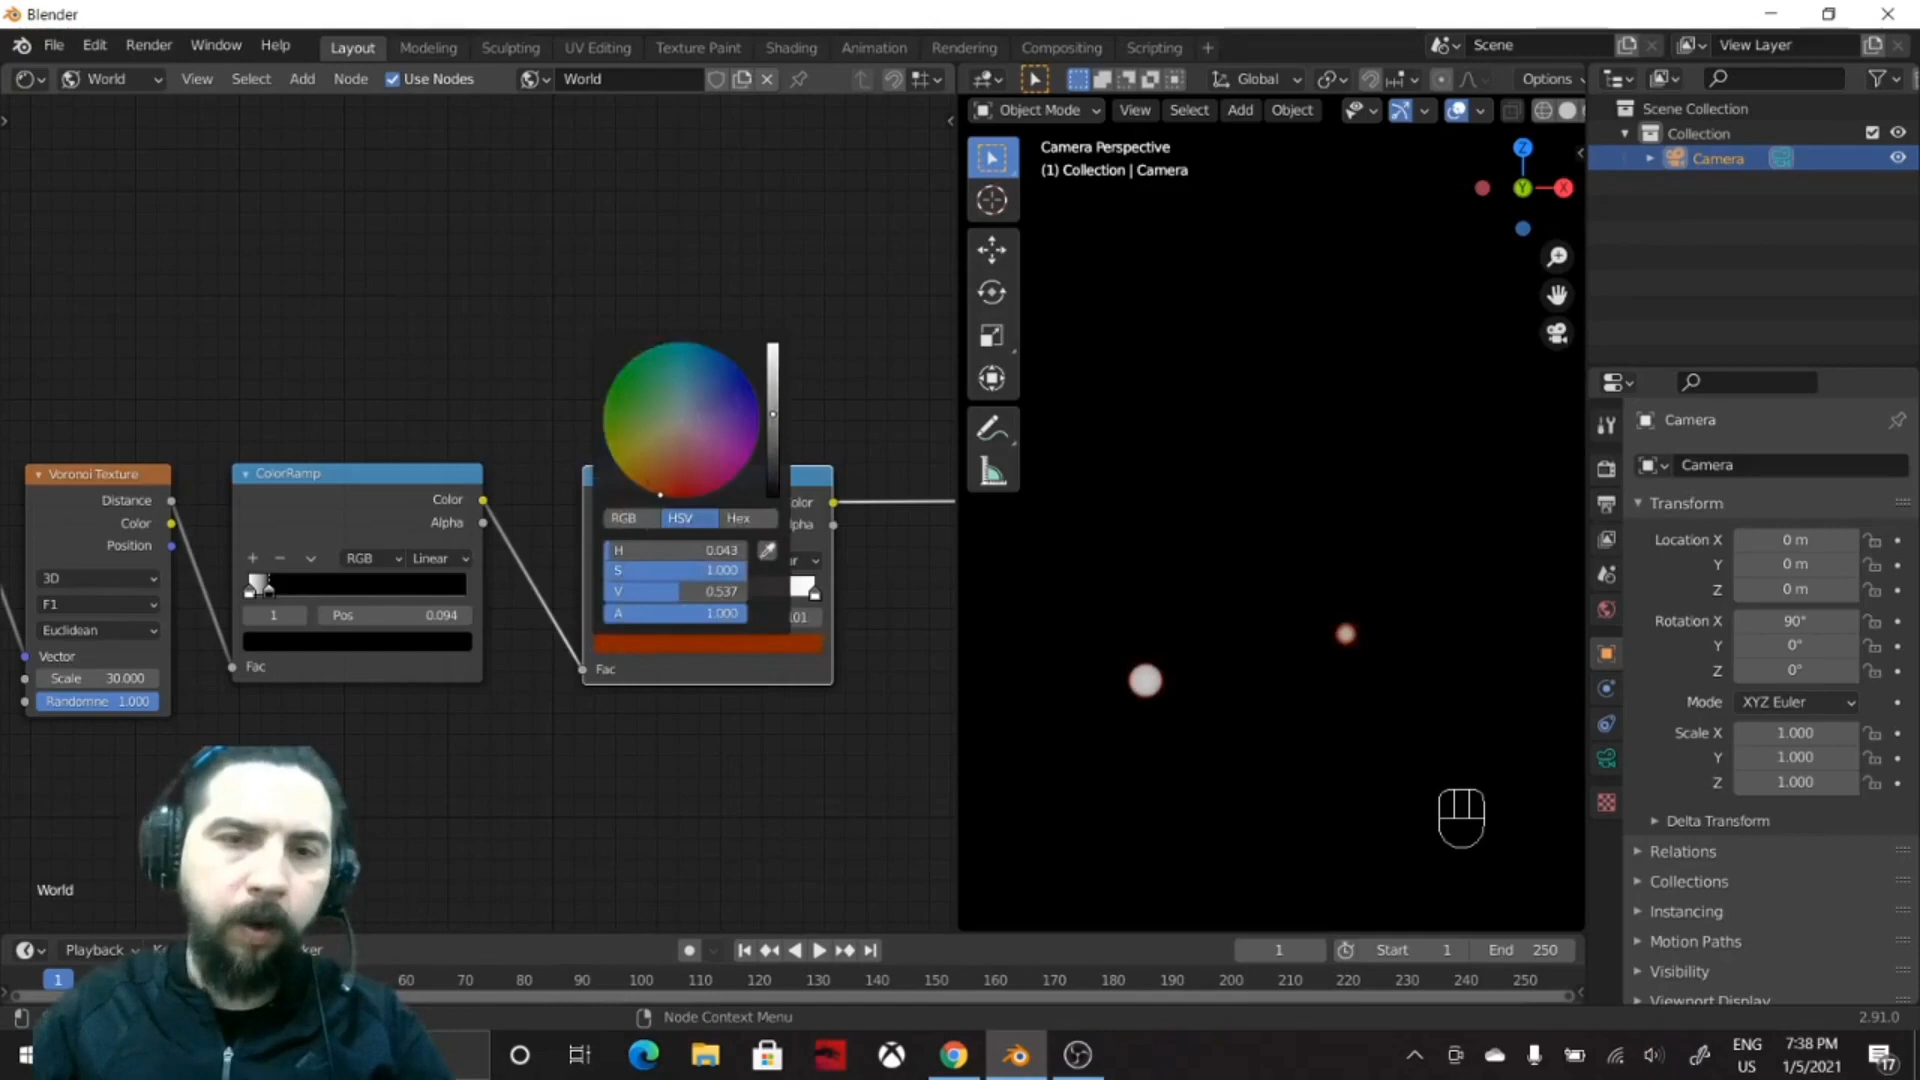 Blender
File Edit Render Window Help Layout Modeling Sculpting UV Editing Texture Paint Shading Animation Rendering Compositing Scripting + Scene View Layer
World View Select Add Node Use Nodes World Global Options
Object Mode View Select Add Object
Scene Collection
Collection
Camera
Camera Perspective
(1) Collection | Camera
Z
Y
X
Camera
Camera
Transform
Location X 0 m
Y 0 m
Z 0 m
Rotation X 90°
Y 0°
Z 0°
Mode XYZ Euler
Scale X 1.000
Y 1.000
Z 1.000
Delta Transform
Relations
Collections
Instancing
Motion Paths
Visibility
Viewport Display
Voronoi Texture
Distance
Color
Position
3D
F1
Euclidean
Vector
Scale 30.000
Randomne 1.000
ColorRamp
Color
Alpha
RGB Linear
1 Pos 0.094
Fac
olor
lpha
RGB HSV Hex
H 0.043
S 1.000
V 0.537
A 1.000
Fac
World
Playback
1 Start 1 End 250
1 60 70 80 90 100 110 120 130 140 150 160 170 180 190 200 210 220 230 240 250
Node Context Menu
2.91.0
ENG
US
7:38 PM
1/5/2021
17